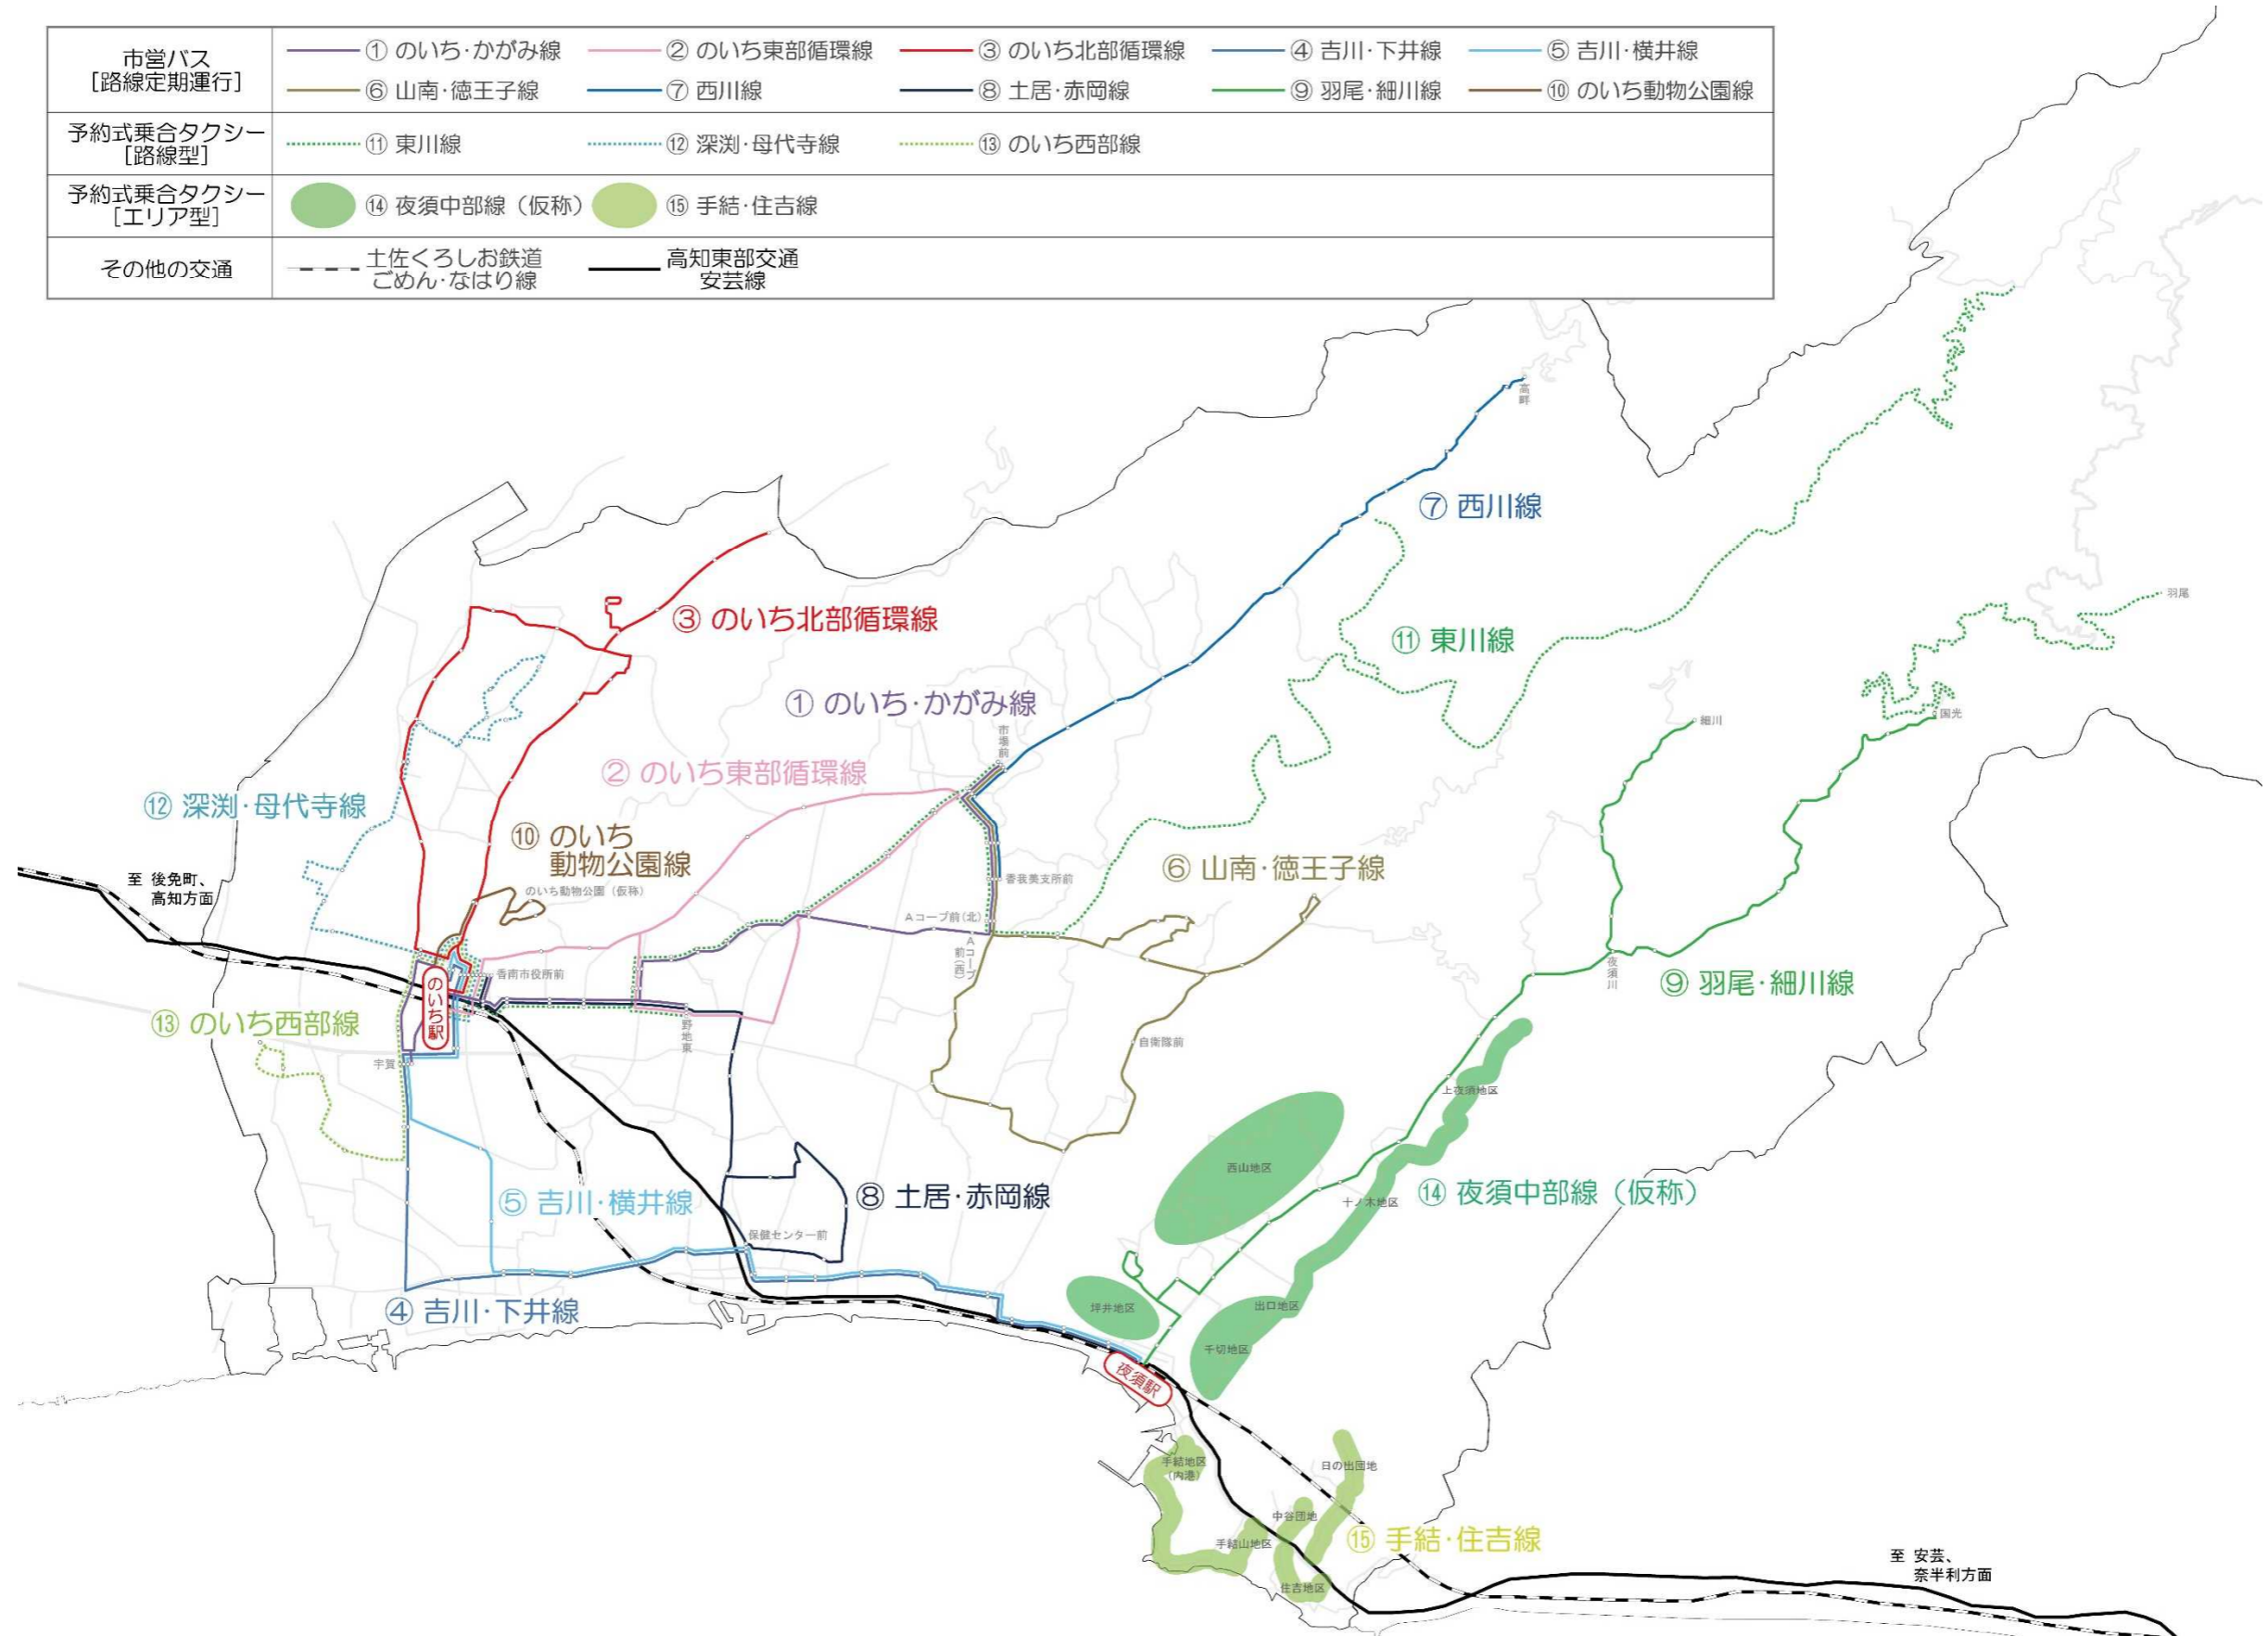 市営バス
[路線定期運行]
① のいち・かがみ線
② のいち東部循環線
③ のいち北部循環線
④ 吉川・下井線
⑤ 吉川・横井線
⑥ 山南・徳王子線
⑦ 西川線
⑧ 土居・赤岡線
⑨ 羽尾・細川線
⑩ のいち動物公園線
予約式乗合タクシー
[路線型]
⑪ 東川線
⑫ 深渕・母代寺線
⑬ のいち西部線
予約式乗合タクシー
[エリア型]
⑭ 夜須中部線（仮称）
⑮ 手結・住吉線
その他の交通
土佐くろしお鉄道
ごめん・なはり線
高知東部交通
安芸線
高畔
⑦ 西川線
羽尾
③ のいち北部循環線
⑪ 東川線
① のいち・かがみ線
細川
国光
市場前
② のいち東部循環線
⑫ 深渕・母代寺線
⑩ のいち
動物公園線
のいち動物公園（仮称）
⑥ 山南・徳王子線
至 後免町、
高知方面
香我美支所前
Aコープ前(北)
Aコープ
前(西)
香南市役所前
夜須川
⑨ 羽尾・細川線
のいち駅
⑬ のいち西部線
野地東
自衛隊前
宇賀
上夜須地区
西山地区
⑤ 吉川・横井線
⑧ 土居・赤岡線
十ノ木地区
⑭ 夜須中部線（仮称）
保健センター前
④ 吉川・下井線
坪井地区
出口地区
千切地区
夜須駅
手結地区
(内港)
日の出団地
中谷団地
手結山地区
⑮ 手結・住吉線
住吉地区
至 安芸、
奈半利方面